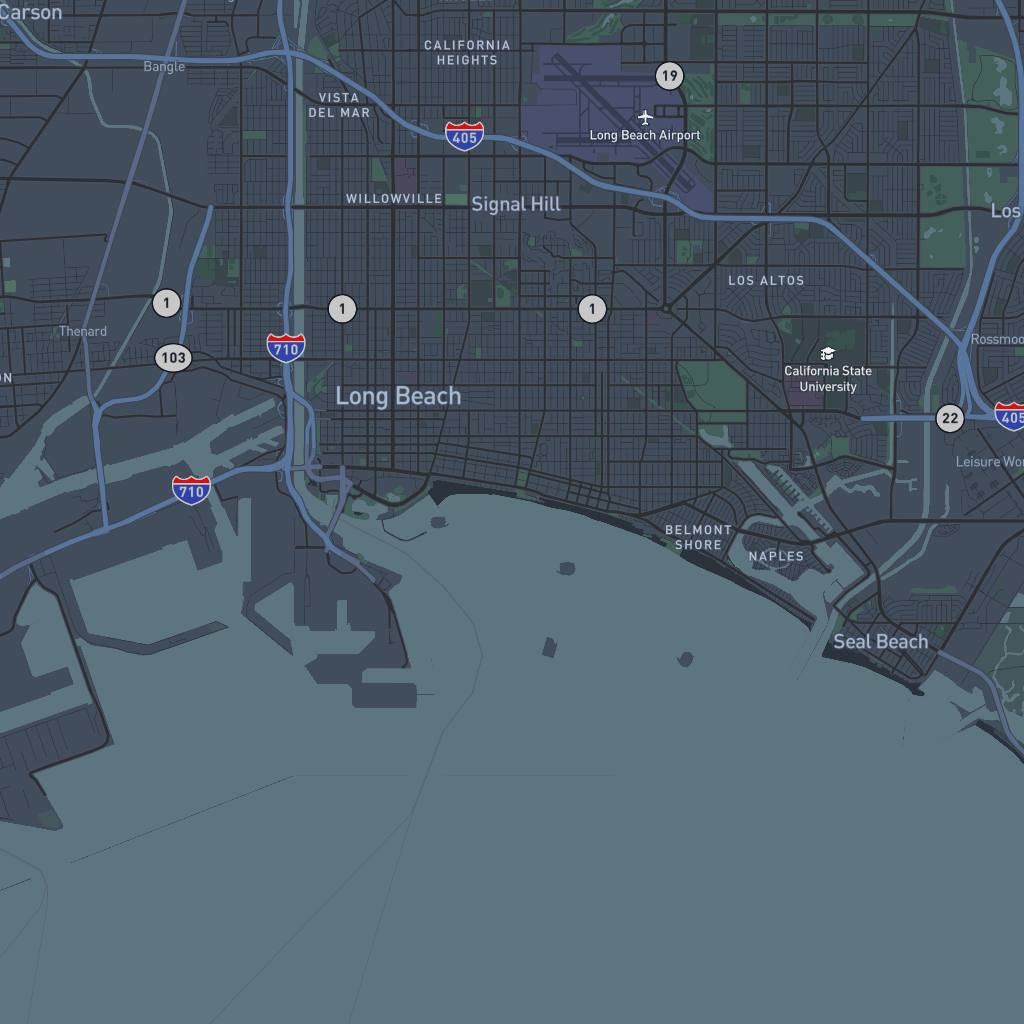 Carson
CALIFORNIA
HEIGHTS
Bangle
19
VISTA
DEL MAR
Long Beach Airport
405
WILLOWVILLE
Signal Hill
Los
LOS ALTOS
1
1
1
Thenard
Rossmoo
710
103
California State
University
ON
Long Beach
22
405
Leisure Wor
710
BELMONT
SHORE
NAPLES
Seal Beach